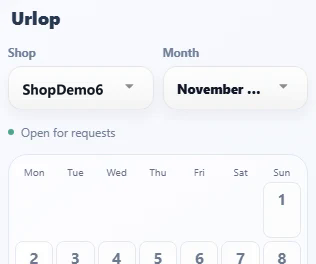 Urlop
Shop Month
ShopDemo6 November ...
Open for requests
Mon Tue Wed Thu Fri Sat Sun
1
2 3 4 5 6 7 8